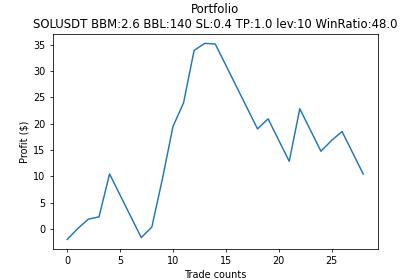 Portfolio
SOLUSDT BBM:2.6 BBL:140 SL:0.4 TP:1.0 lev:10 WinRatio:48.0
35
30
25
20
15
10
5
0
Profit ($)
0 5 10 15 20 25
Trade counts